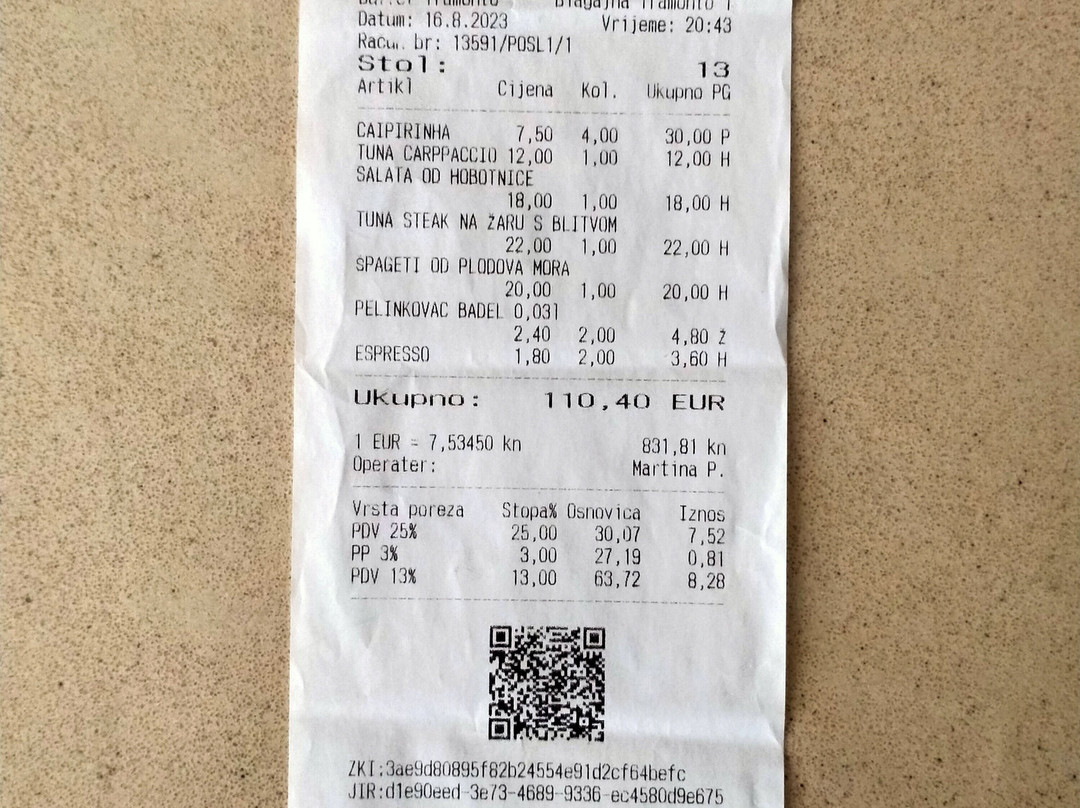 Tramonto Blagajna Tramonto 1
Datum: 16.8.2023 Vrijeme: 20:43
Račun br: 13591/POSL1/1
Stol: 13
Artikl Cijena Kol. Ukupno PG
CAIPIRINHA 7,50 4,00 30,00 P
TUNA CARPPACCIO 12,00 1,00 12,00 H
SALATA OD HOBOTNICE
18,00 1,00 18,00 H
TUNA STEAK NA ŽARU S BLITVOM
22,00 1,00 22,00 H
SPAGETI OD PLODOVA MORA
20,00 1,00 20,00 H
PELINKOVAC BADEL 0,03l
2,40 2,00 4,80 Ž
ESPRESSO 1,80 2,00 3,60 H
Ukupno: 110,40 EUR
1 EUR = 7,53450 kn 831,81 kn
Operater: Martina P.
Vrsta poreza Stopa% Osnovica Iznos
PDV 25% 25,00 30,07 7,52
PP 3% 3,00 27,19 0,81
PDV 13% 13,00 63,72 8,28
ZKI:3ae9d80895f82b24554e91d2cf64befc
JIR:d1e90eed-3e73-4689-9336-ec4580d9e675